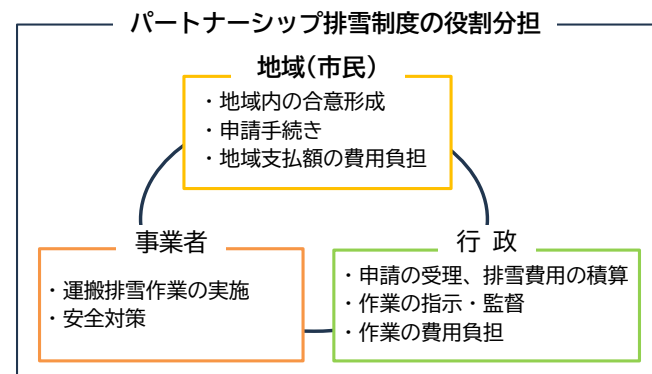 パートナーシップ排雪制度の役割分担
地域(市民)
・地域内の合意形成
・申請手続き
・地域支払額の費用負担
事業者
・運搬排雪作業の実施
・安全対策
行 政
・申請の受理、排雪費用の積算
・作業の指示・監督
・作業の費用負担